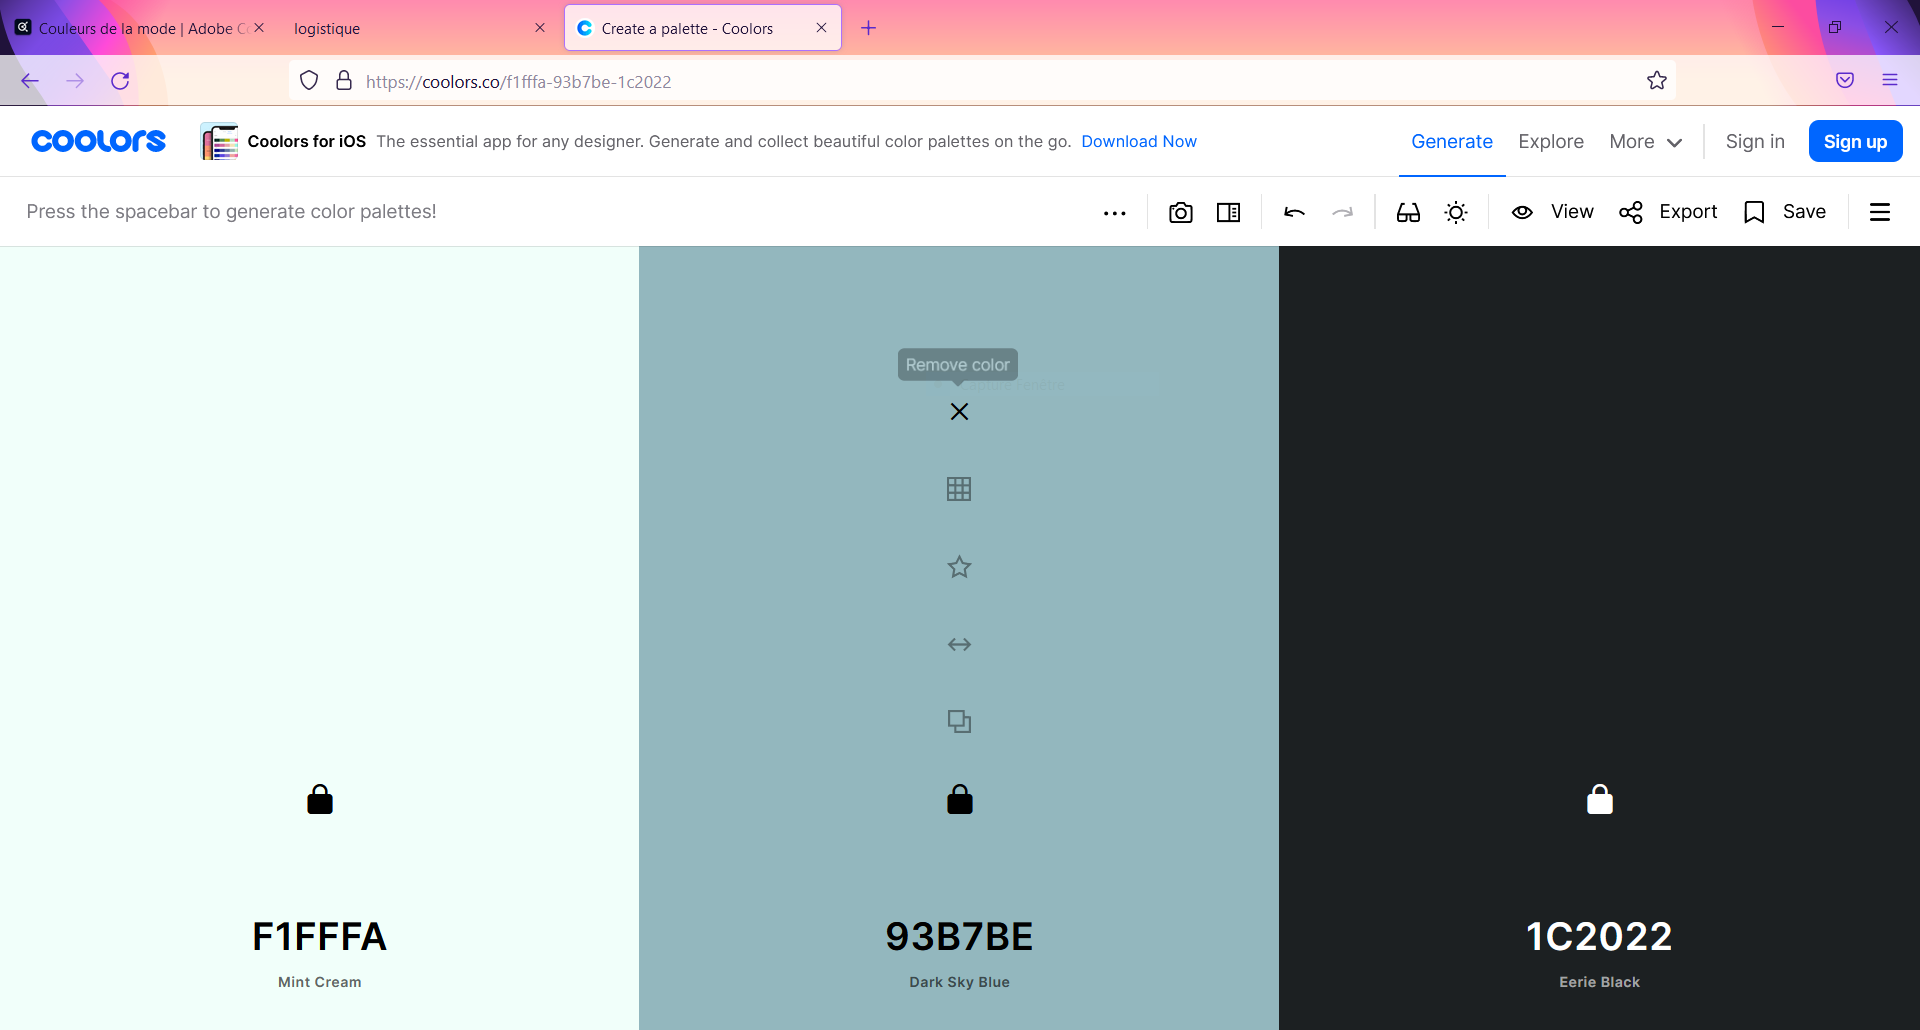 Couleurs de la mode | Adobe Co
logistique
Create a palette - Coolors
https://coolors.co/f1fffa-93b7be-1c2022
coolors
Coolors for iOS The essential app for any designer. Generate and collect beautiful color palettes on the go. Download Now
Generate
Explore
More
Sign in
Sign up
Press the spacebar to generate color palettes!
View
Export
Save
Remove color
F1FFFA
Mint Cream
93B7BE
Dark Sky Blue
1C2022
Eerie Black